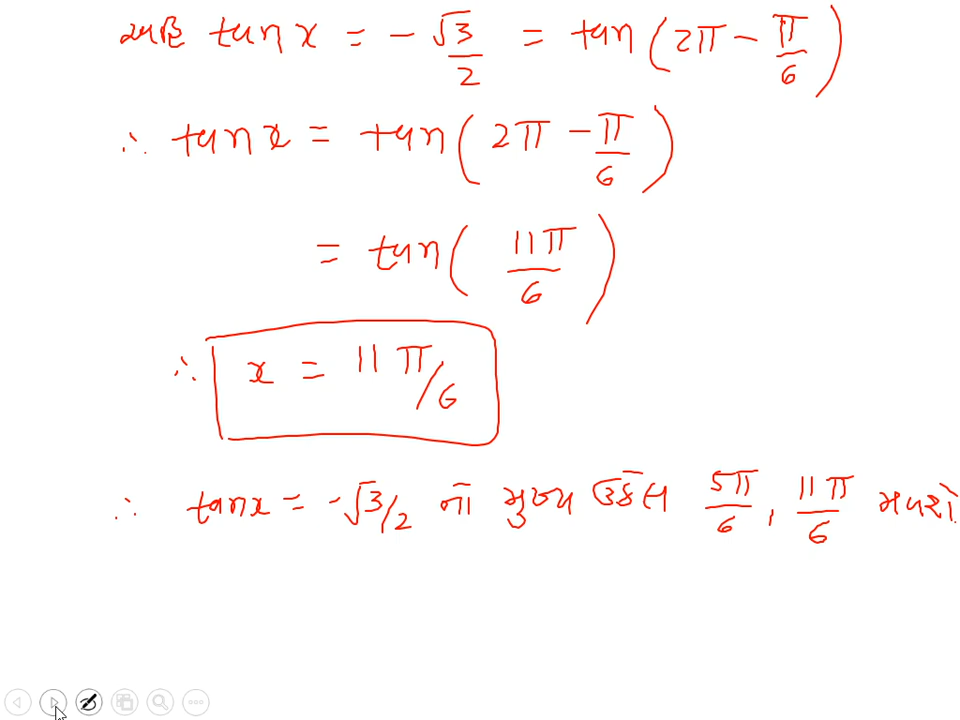 tan x = - √3/2 = tan(2π - π/6)
∴ tan x = tan(2π - π/6)
= tan(11π/6)
∴ x = 11π/6
∴ tan x = -√3/2 ના મુખ્ય ઉકેલ 5π/6, 11π/6 મળશે.